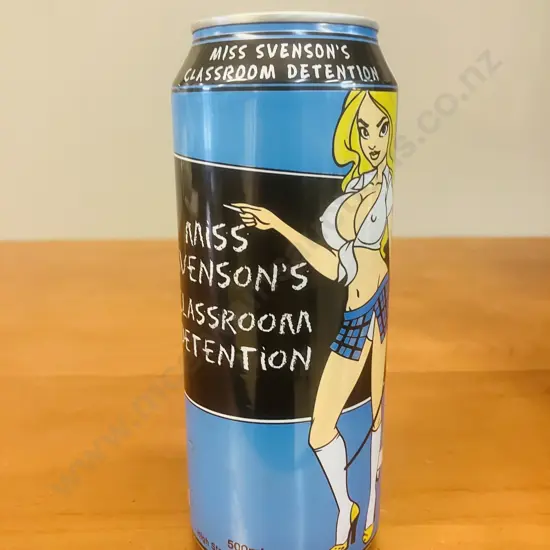 MISS SVENSON'S
CLASSROOM DETENTION
MISS
SVENSON'S
CLASSROOM
DETENTION